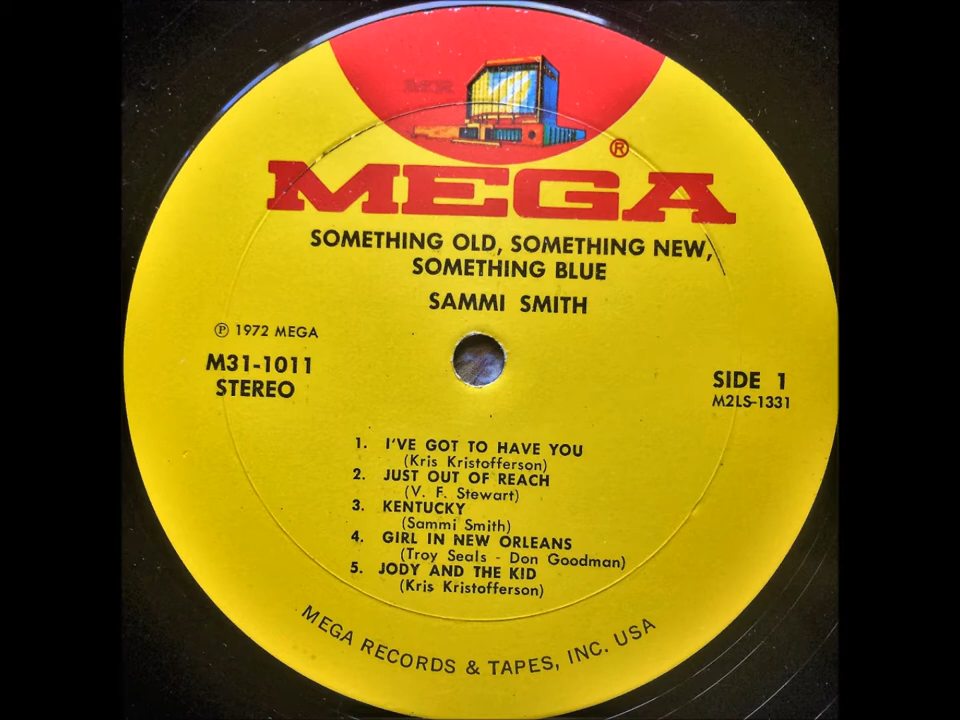 MR
®
MEGA
SOMETHING OLD, SOMETHING NEW,
SOMETHING BLUE
SAMMI SMITH
℗ 1972 MEGA
M31-1011
STEREO
SIDE 1
M2LS-1331
1. I'VE GOT TO HAVE YOU
(Kris Kristofferson)
2. JUST OUT OF REACH
(V. F. Stewart)
3. KENTUCKY
(Sammi Smith)
4. GIRL IN NEW ORLEANS
(Troy Seals - Don Goodman)
5. JODY AND THE KID
(Kris Kristofferson)
MEGA RECORDS & TAPES, INC. USA